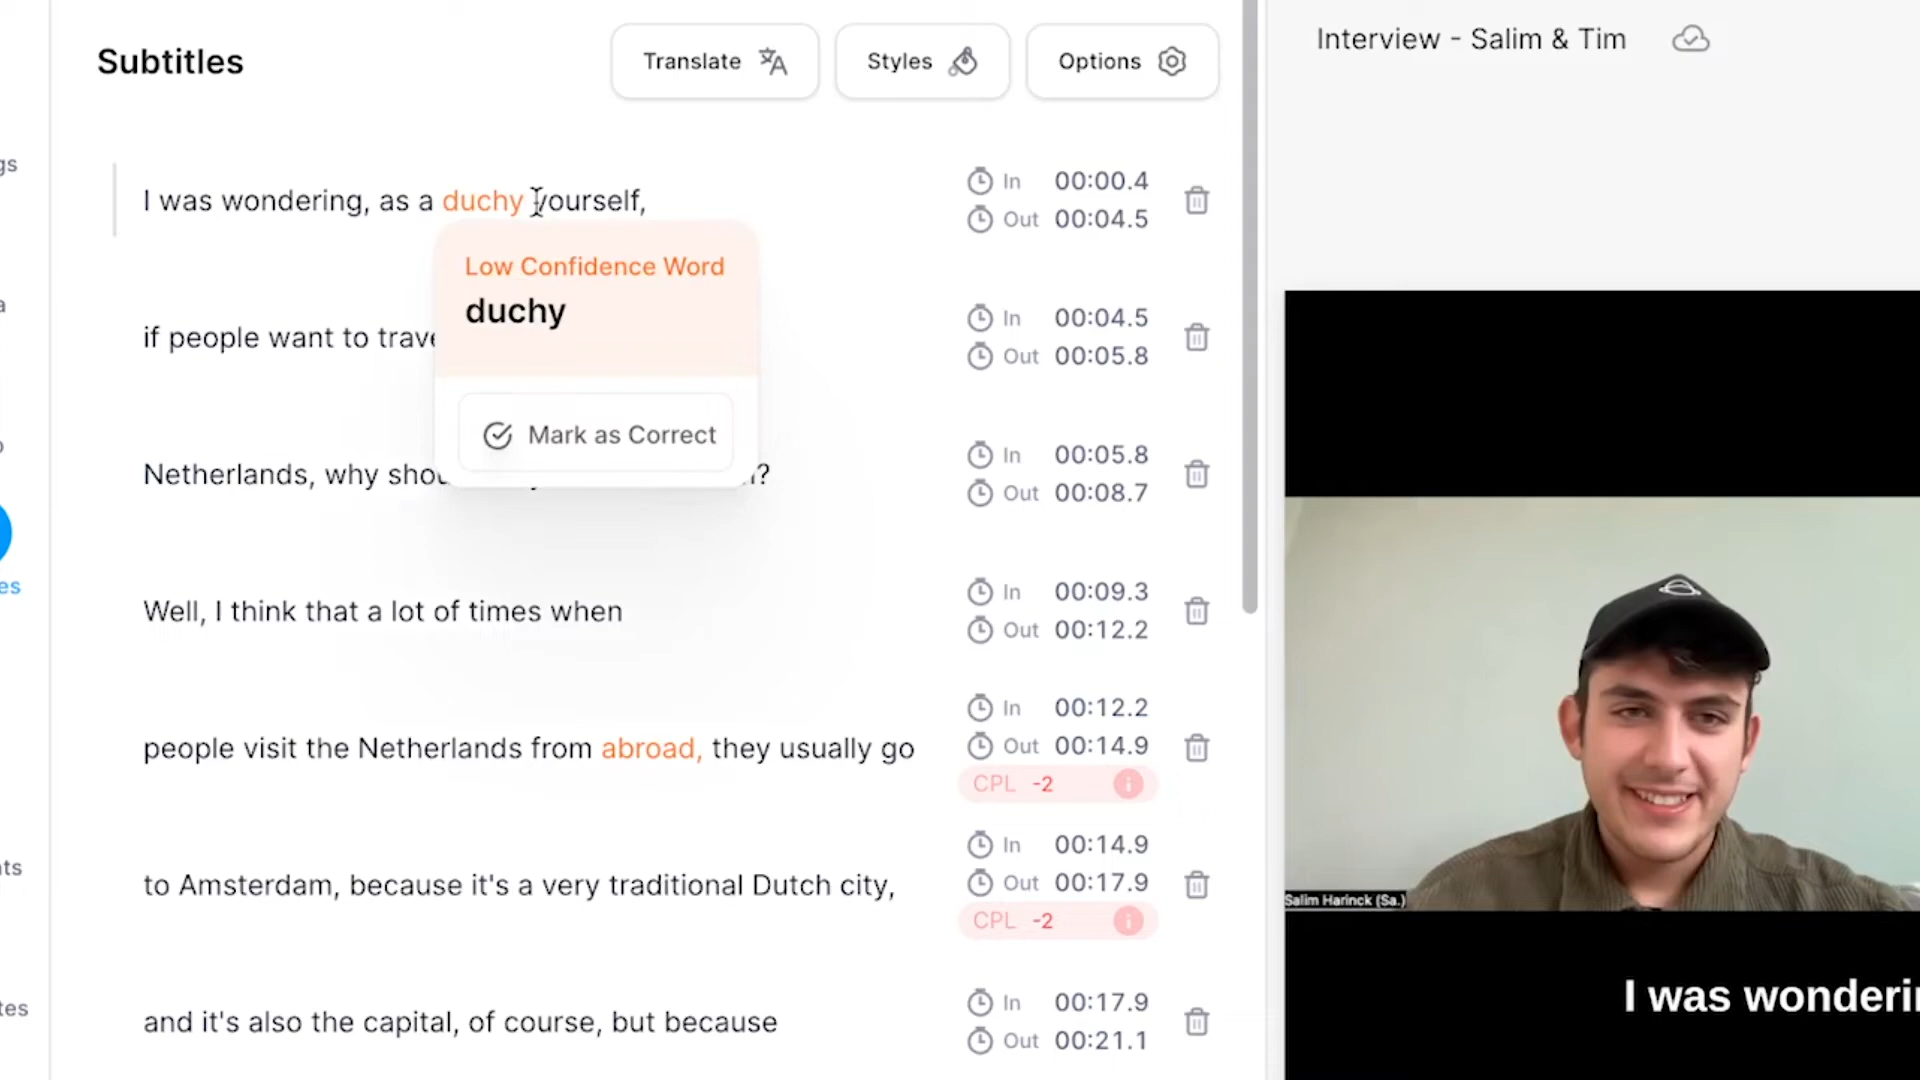 Subtitles
Translate
Styles
Options
Interview - Salim & Tim
gs
a
o
es
nts
tes
I was wondering, as a duchy yourself,
In 00:00.4
Out 00:04.5
Low Confidence Word
duchy
Mark as Correct
if people want to trave
In 00:04.5
Out 00:05.8
Netherlands, why shou ?
In 00:05.8
Out 00:08.7
Well, I think that a lot of times when
In 00:09.3
Out 00:12.2
people visit the Netherlands from abroad, they usually go
In 00:12.2
Out 00:14.9
CPL -2
to Amsterdam, because it's a very traditional Dutch city,
In 00:14.9
Out 00:17.9
CPL -2
and it's also the capital, of course, but because
In 00:17.9
Out 00:21.1
Salim Harinck (Sa.)
I was wonderin